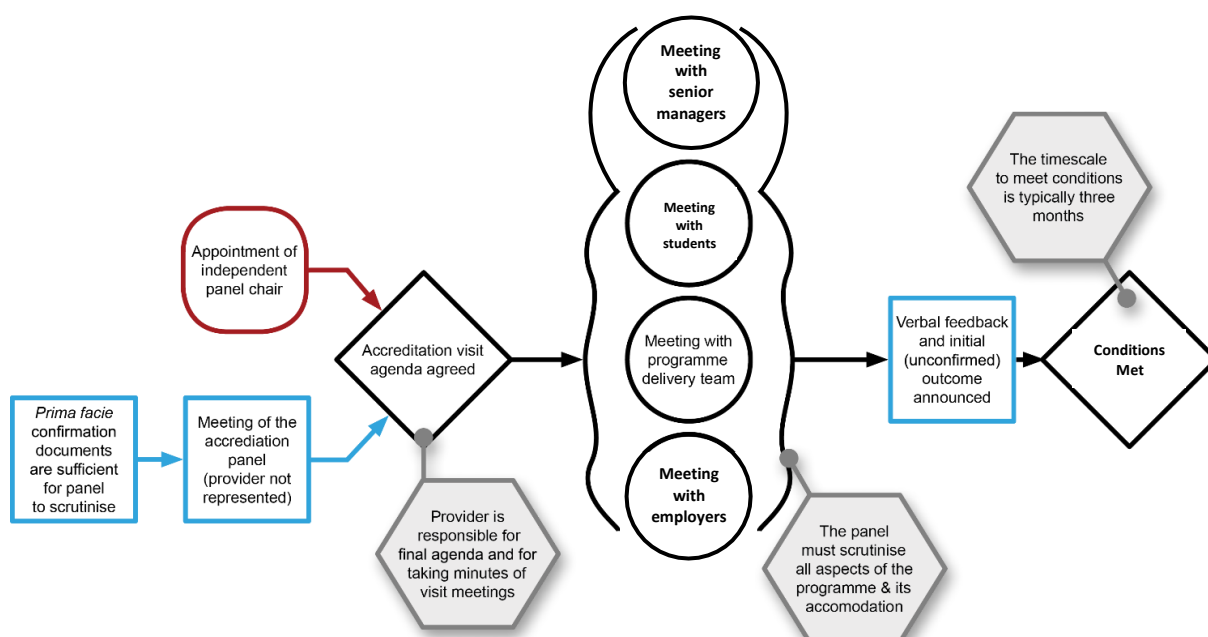 Appointment of
independent
panel chair
Prima facie
confirmation
documents
are sufficient
for panel
to scrutinise
Meeting of the
accrediation
panel
(provider not
represented)
Accreditation visit
agenda agreed
Provider is
responsible for
final agenda and for
taking minutes of
visit meetings
Meeting
with
senior
managers
Meeting
with
students
Meeting with
programme
delivery team
Meeting
with
employers
The panel
must scrutinise
all aspects of the
programme & its
accomodation
Verbal feedback
and initial
(unconfirmed)
outcome
announced
The timescale
to meet conditions
is typically three
months
Conditions
Met